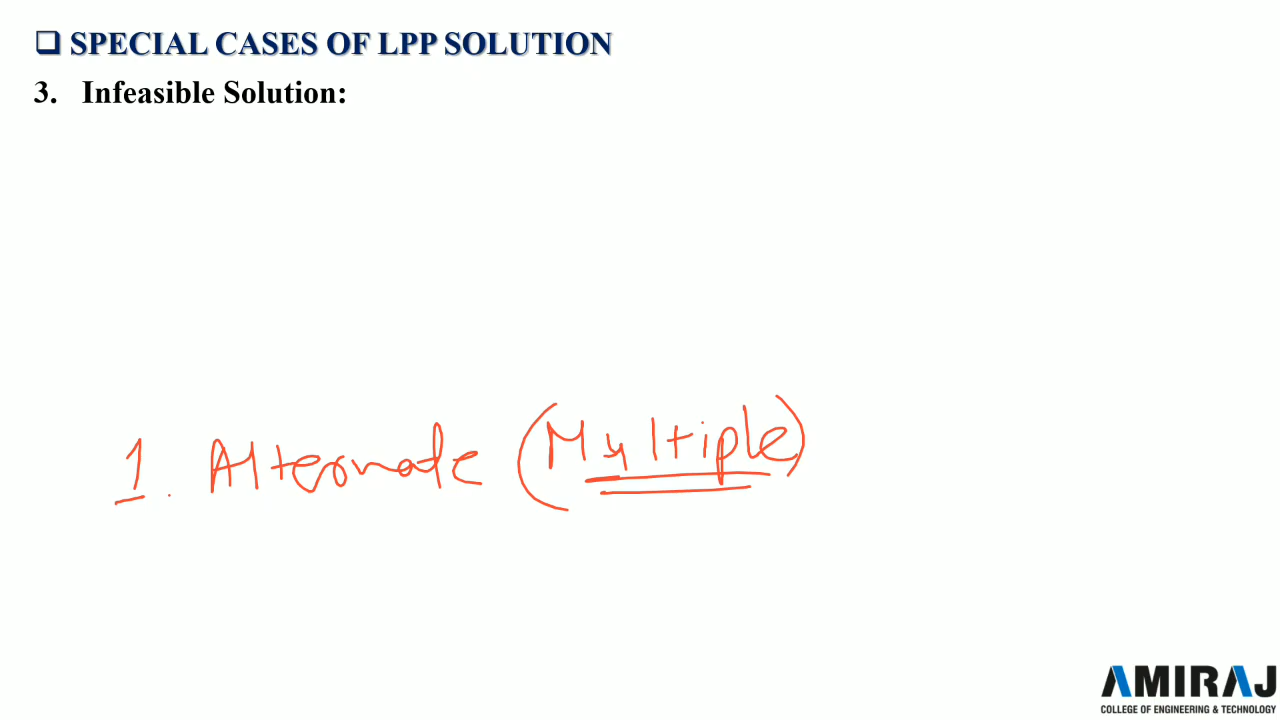 SPECIAL CASES OF LPP SOLUTION
3. Infeasible Solution:
1. Alternate (Multiple)
AMIRAJ
COLLEGE OF ENGINEERING & TECHNOLOGY